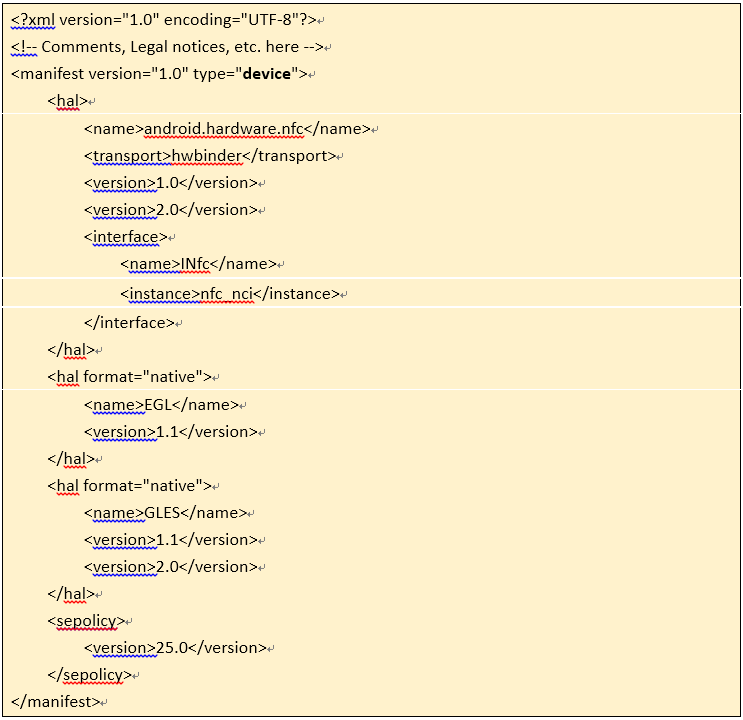 <?xml version="1.0" encoding="UTF-8"?>
<!-- Comments, Legal notices, etc. here -->
<manifest version="1.0" type="device">
<hal>
<name>android.hardware.nfc</name>
<transport>hwbinder</transport>
<version>1.0</version>
<version>2.0</version>
<interface>
<name>INfc</name>
<instance>nfc_nci</instance>
</interface>
</hal>
<hal format="native">
<name>EGL</name>
<version>1.1</version>
</hal>
<hal format="native">
<name>GLES</name>
<version>1.1</version>
<version>2.0</version>
</hal>
<sepolicy>
<version>25.0</version>
</sepolicy>
</manifest>